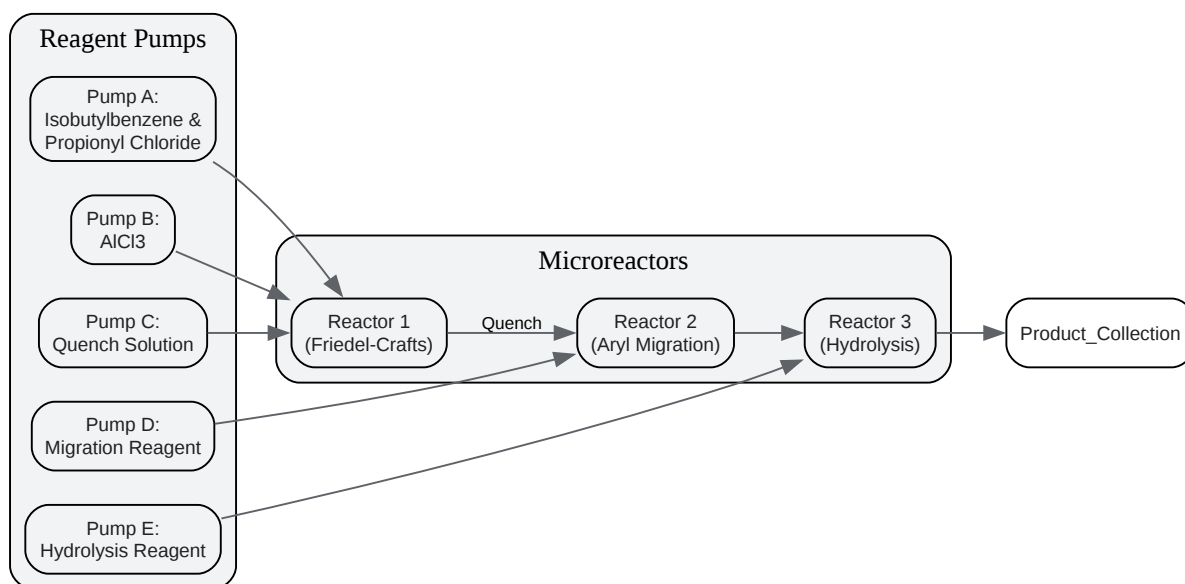 Reagent Pumps
Pump A:
Isobutylbenzene &
Propionyl Chloride
Pump B:
AlCl3
Pump C:
Quench Solution
Pump D:
Migration Reagent
Pump E:
Hydrolysis Reagent
Microreactors
Reactor 1
(Friedel-Crafts)
Quench
Reactor 2
(Aryl Migration)
Reactor 3
(Hydrolysis)
Product_Collection